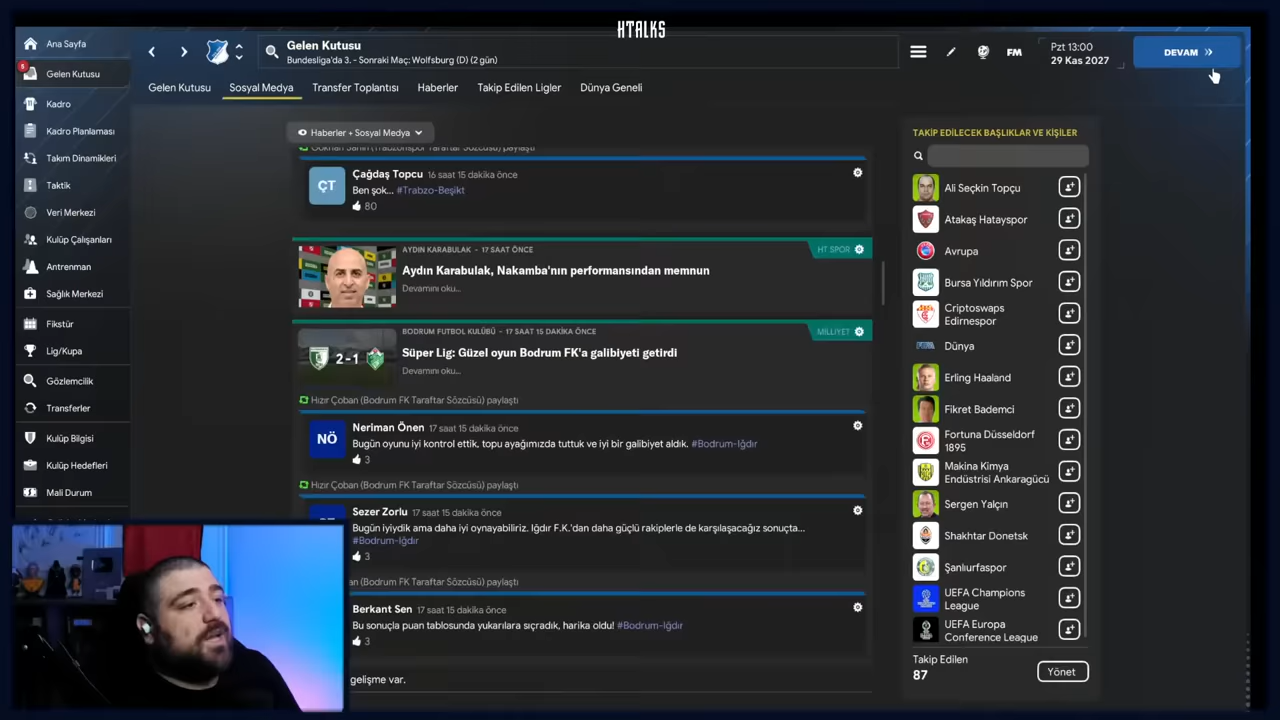 HTALKS
Ana Sayfa
5
Gelen Kutusu
Kadro
Kadro Planlaması
Takım Dinamikleri
Taktik
Veri Merkezi
Kulüp Çalışanları
Antrenman
Sağlık Merkezi
Fikstür
Lig/Kupa
Gözlemcilik
Transferler
Kulüp Bilgisi
Kulüp Hedefleri
Mali Durum
Gelen Kutusu
Bundesliga'da 3. - Sonraki Maç: Wolfsburg (D) (2 gün)
FM
Pzt 13:00
29 Kas 2027
DEVAM
Gelen Kutusu
Sosyal Medya
Transfer Toplantısı
Haberler
Takip Edilen Ligler
Dünya Geneli
Haberler + Sosyal Medya
Gökhan Şahin (Trabzonspor Taraftar Sözcüsü) paylaştı
ÇT
Çağdaş Topcu 16 saat 15 dakika önce
Ben şok... #Trabzo-Beşikt
80
AYDIN KARABULAK - 17 SAAT ÖNCE
HT SPOR
Aydın Karabulak, Nakamba'nın performansından memnun
Devamını oku...
BODRUM FUTBOL KULÜBÜ - 17 SAAT 15 DAKİKA ÖNCE
MİLLİYET
2-1
Süper Lig: Güzel oyun Bodrum FK'a galibiyeti getirdi
Devamını oku...
Hızır Çoban (Bodrum FK Taraftar Sözcüsü) paylaştı
NÖ
Neriman Önen 17 saat 15 dakika önce
Bugün oyunu iyi kontrol ettik, topu ayağımızda tuttuk ve iyi bir galibiyet aldık. #Bodrum-Iğdır
3
Hızır Çoban (Bodrum FK Taraftar Sözcüsü) paylaştı
Sezer Zorlu 17 saat 15 dakika önce
Bugün iyiydik ama daha iyi oynayabiliriz. Iğdır F.K.'dan daha güçlü rakiplerle de karşılaşacağız sonuçta...
#Bodrum-Iğdır
3
an (Bodrum FK Taraftar Sözcüsü) paylaştı
Berkant Sen 17 saat 15 dakika önce
Bu sonuçla puan tablosunda yukarılara sıçradık, harika oldu! #Bodrum-Iğdır
3
gelişme var.
TAKİP EDİLECEK BAŞLIKLAR VE KİŞİLER
Ali Seçkin Topçu
Atakaş Hatayspor
Avrupa
Bursa Yıldırım Spor
Criptoswaps
Edirnespor
Dünya
Erling Haaland
Fikret Bademci
Fortuna Düsseldorf
1895
Makina Kimya
Endüstrisi Ankaragücü
Sergen Yalçın
Shakhtar Donetsk
Şanlıurfaspor
UEFA Champions
League
UEFA Europa
Conference League
Takip Edilen
87
Yönet